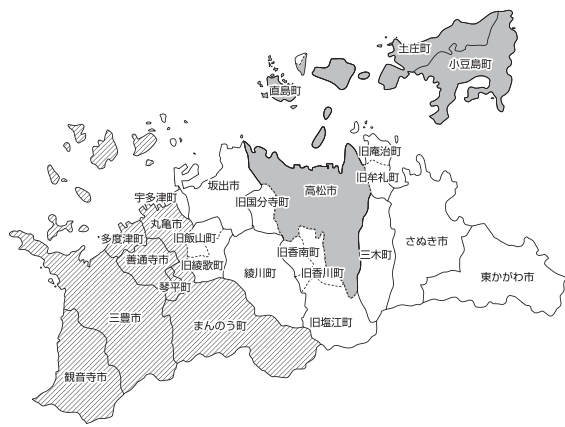 土庄町
小豆島町
直島町
旧庵治町
旧牟礼町
坂出市
高松市
宇多津町
旧国分寺町
丸亀市
多度津町
旧飯山町
さぬき市
善通寺市
旧綾歌町
旧香南町
三木町
綾川町
旧香川町
東かがわ市
琴平町
三豊市
まんのう町
旧塩江町
観音寺市